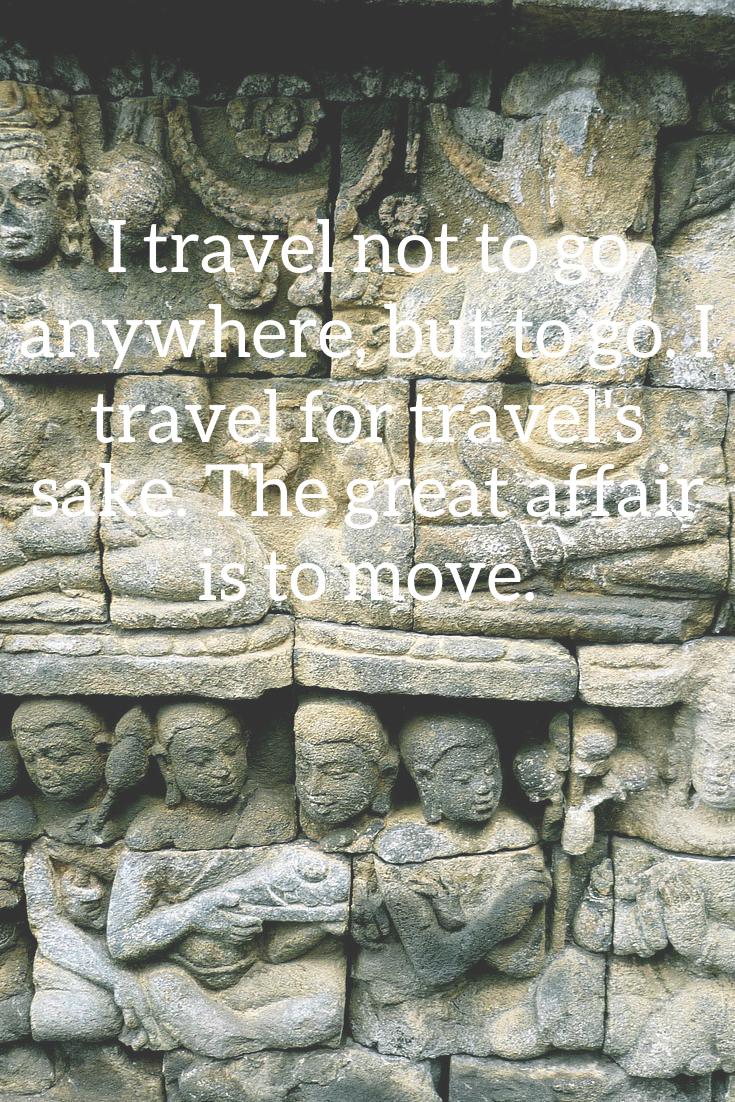 I travel not to go
anywhere, but to go. I
travel for travel's
sake. The great affair
is to move.